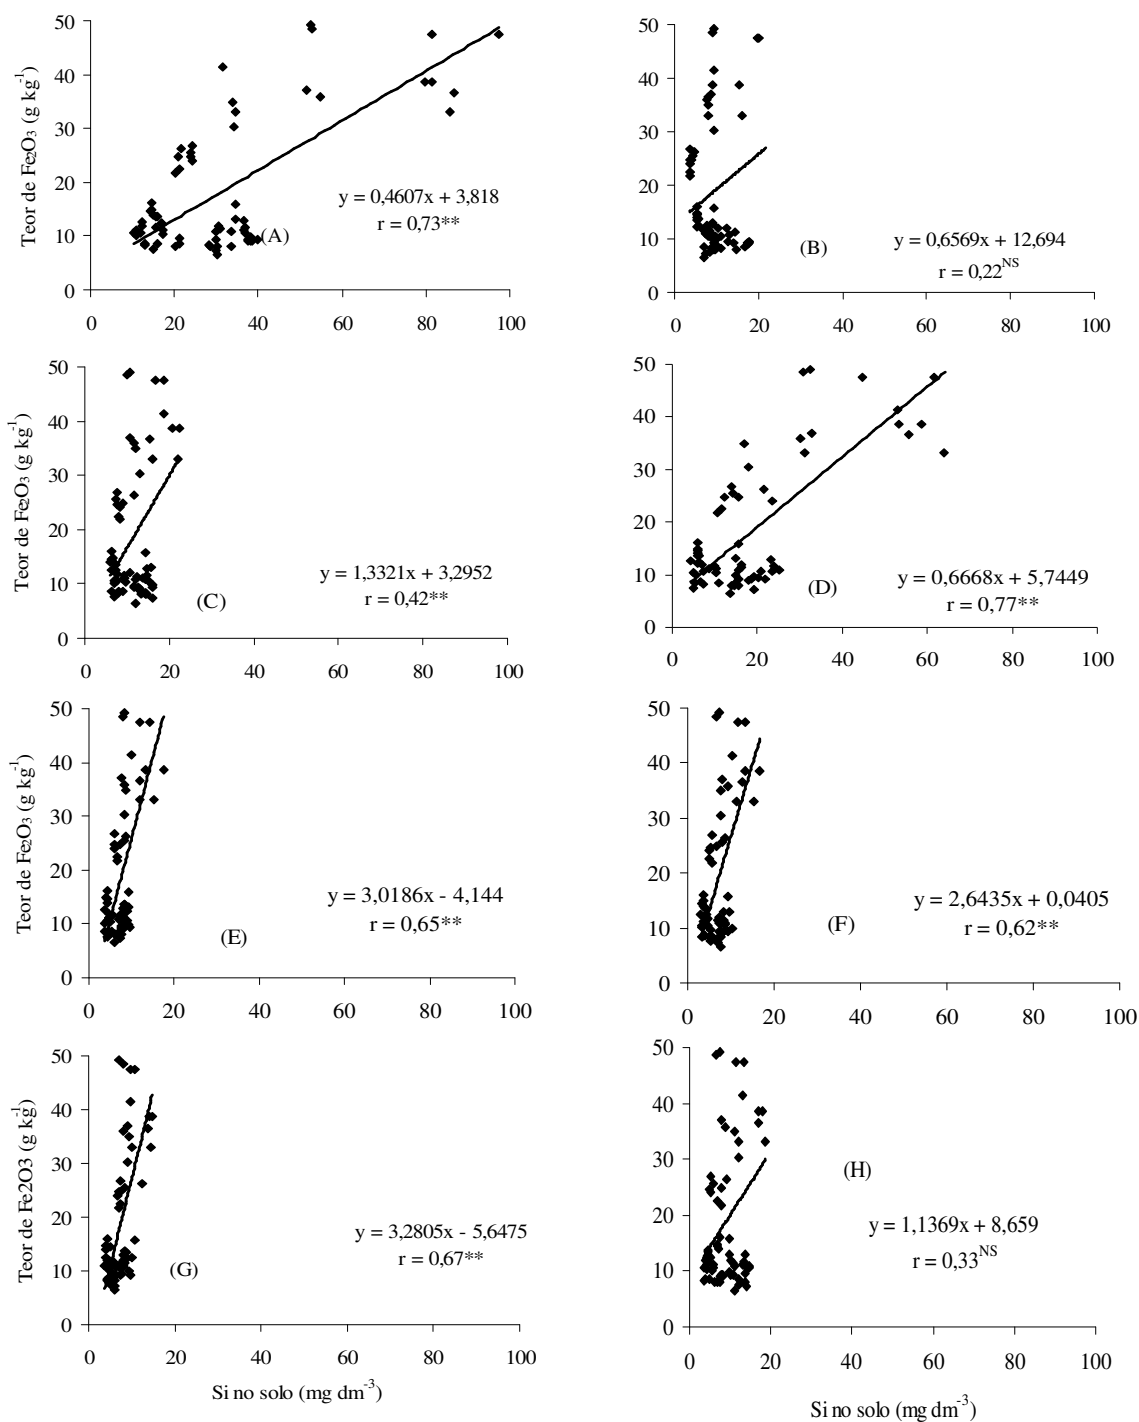 50
40
30
20
10
0
Teor de Fe2O3 (g kg-1)
y = 0,4607x + 3,818
r = 0,73**
(A)
0 20 40 60 80 100
50
40
30
20
10
0
(B)
y = 0,6569x + 12,694
r = 0,22NS
0 20 40 60 80 100
50
40
30
20
10
0
Teor de Fe2O3 (g kg-1)
y = 1,3321x + 3,2952
r = 0,42**
(C)
0 20 40 60 80 100
50
40
30
20
10
0
(D)
y = 0,6668x + 5,7449
r = 0,77**
0 20 40 60 80 100
50
40
30
20
10
0
Teor de Fe2O3 (g kg-1)
y = 3,0186x - 4,144
r = 0,65**
(E)
0 20 40 60 80 100
50
40
30
20
10
0
y = 2,6435x + 0,0405
r = 0,62**
(F)
0 20 40 60 80 100
50
40
30
20
10
0
Teor de Fe2O3 (g kg-1)
y = 3,2805x - 5,6475
r = 0,67**
(G)
0 20 40 60 80 100
Si no solo (mg dm-3)
50
40
30
20
10
0
(H)
y = 1,1369x + 8,659
r = 0,33NS
0 20 40 60 80 100
Si no solo (mg dm-3)